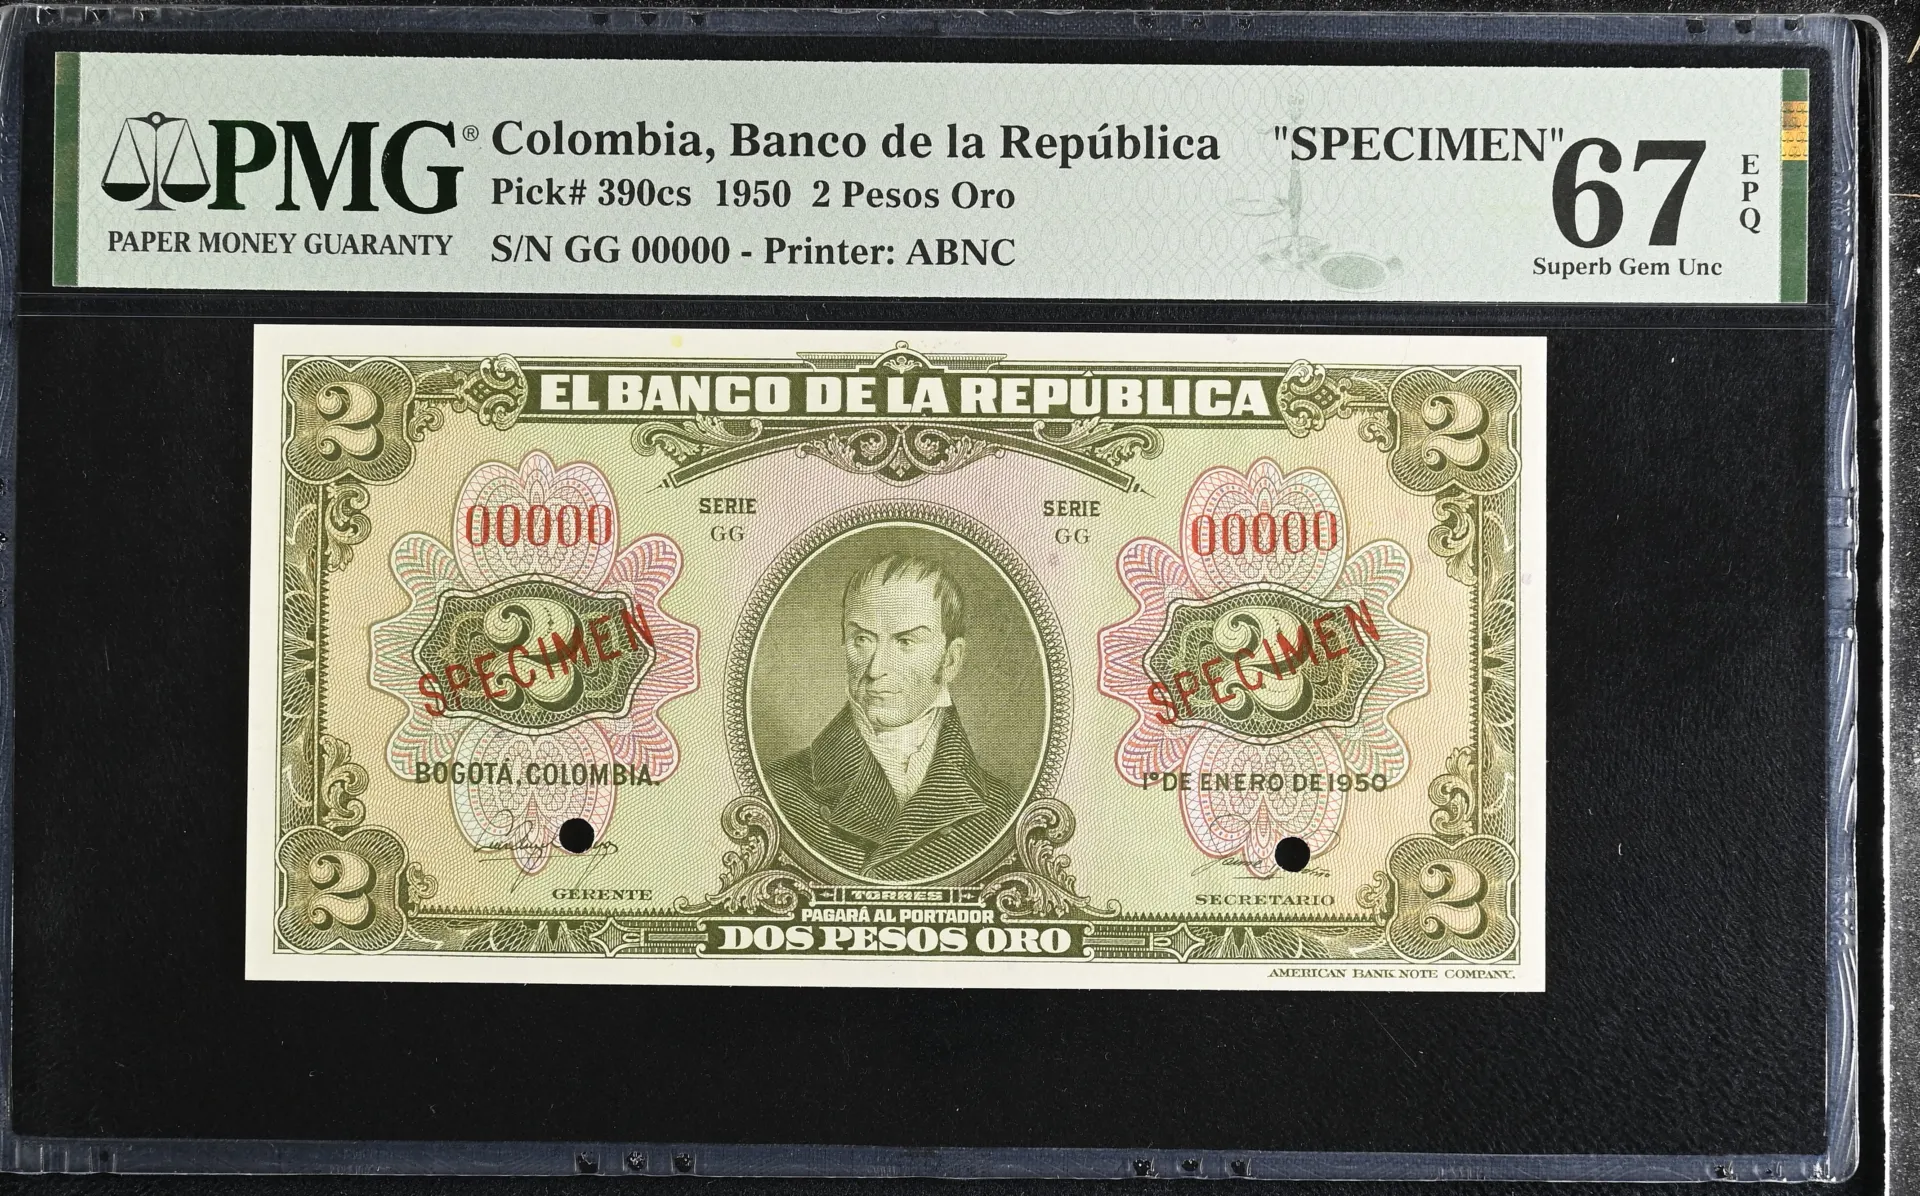 PMG® Colombia, Banco de la República "SPECIMEN" 67 EPQ
Pick# 390cs 1950 2 Pesos Oro
PAPER MONEY GUARANTY S/N GG 00000 - Printer: ABNC Superb Gem Unc
2 EL BANCO DE LA REPÚBLICA 2
SERIE SERIE
00000 GG GG 00000
2 2
SPECIMEN SPECIMEN
BOGOTÁ, COLOMBIA. 1º DE ENERO DE 1950
GERENTE SECRETARIO
2 TORRES 2
PAGARÁ AL PORTADOR
DOS PESOS ORO
AMERICAN BANK NOTE COMPANY.